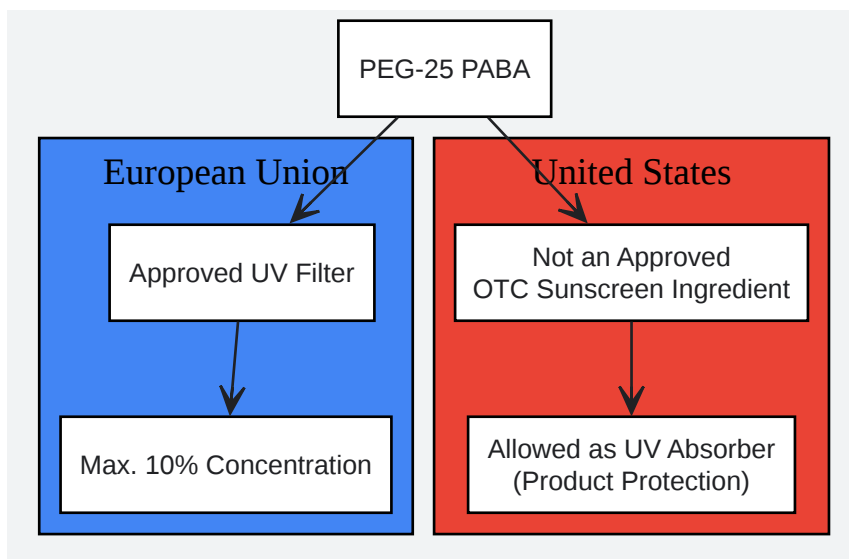 PEG-25 PABA
European Union
Approved UV Filter
Max. 10% Concentration
United States
Not an Approved
OTC Sunscreen Ingredient
Allowed as UV Absorber
(Product Protection)